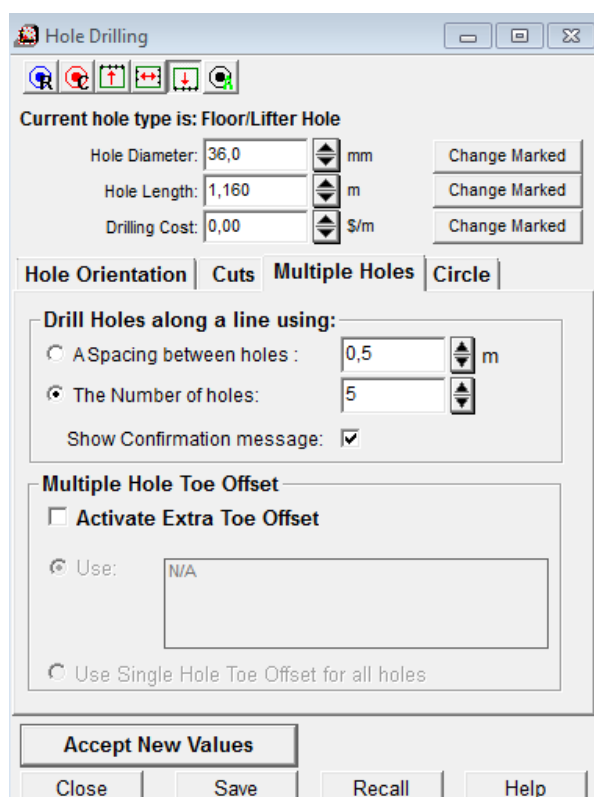 Hole Drilling
R C A
Current hole type is: Floor/Lifter Hole
Hole Diameter: 36,0 mm Change Marked
Hole Length: 1,160 m Change Marked
Drilling Cost: 0,00 $/m Change Marked
Hole Orientation Cuts Multiple Holes Circle
Drill Holes along a line using:
A Spacing between holes : 0,5 m
The Number of holes: 5
Show Confirmation message:
Multiple Hole Toe Offset
Activate Extra Toe Offset
Use: N/A
Use Single Hole Toe Offset for all holes
Accept New Values
Close Save Recall Help